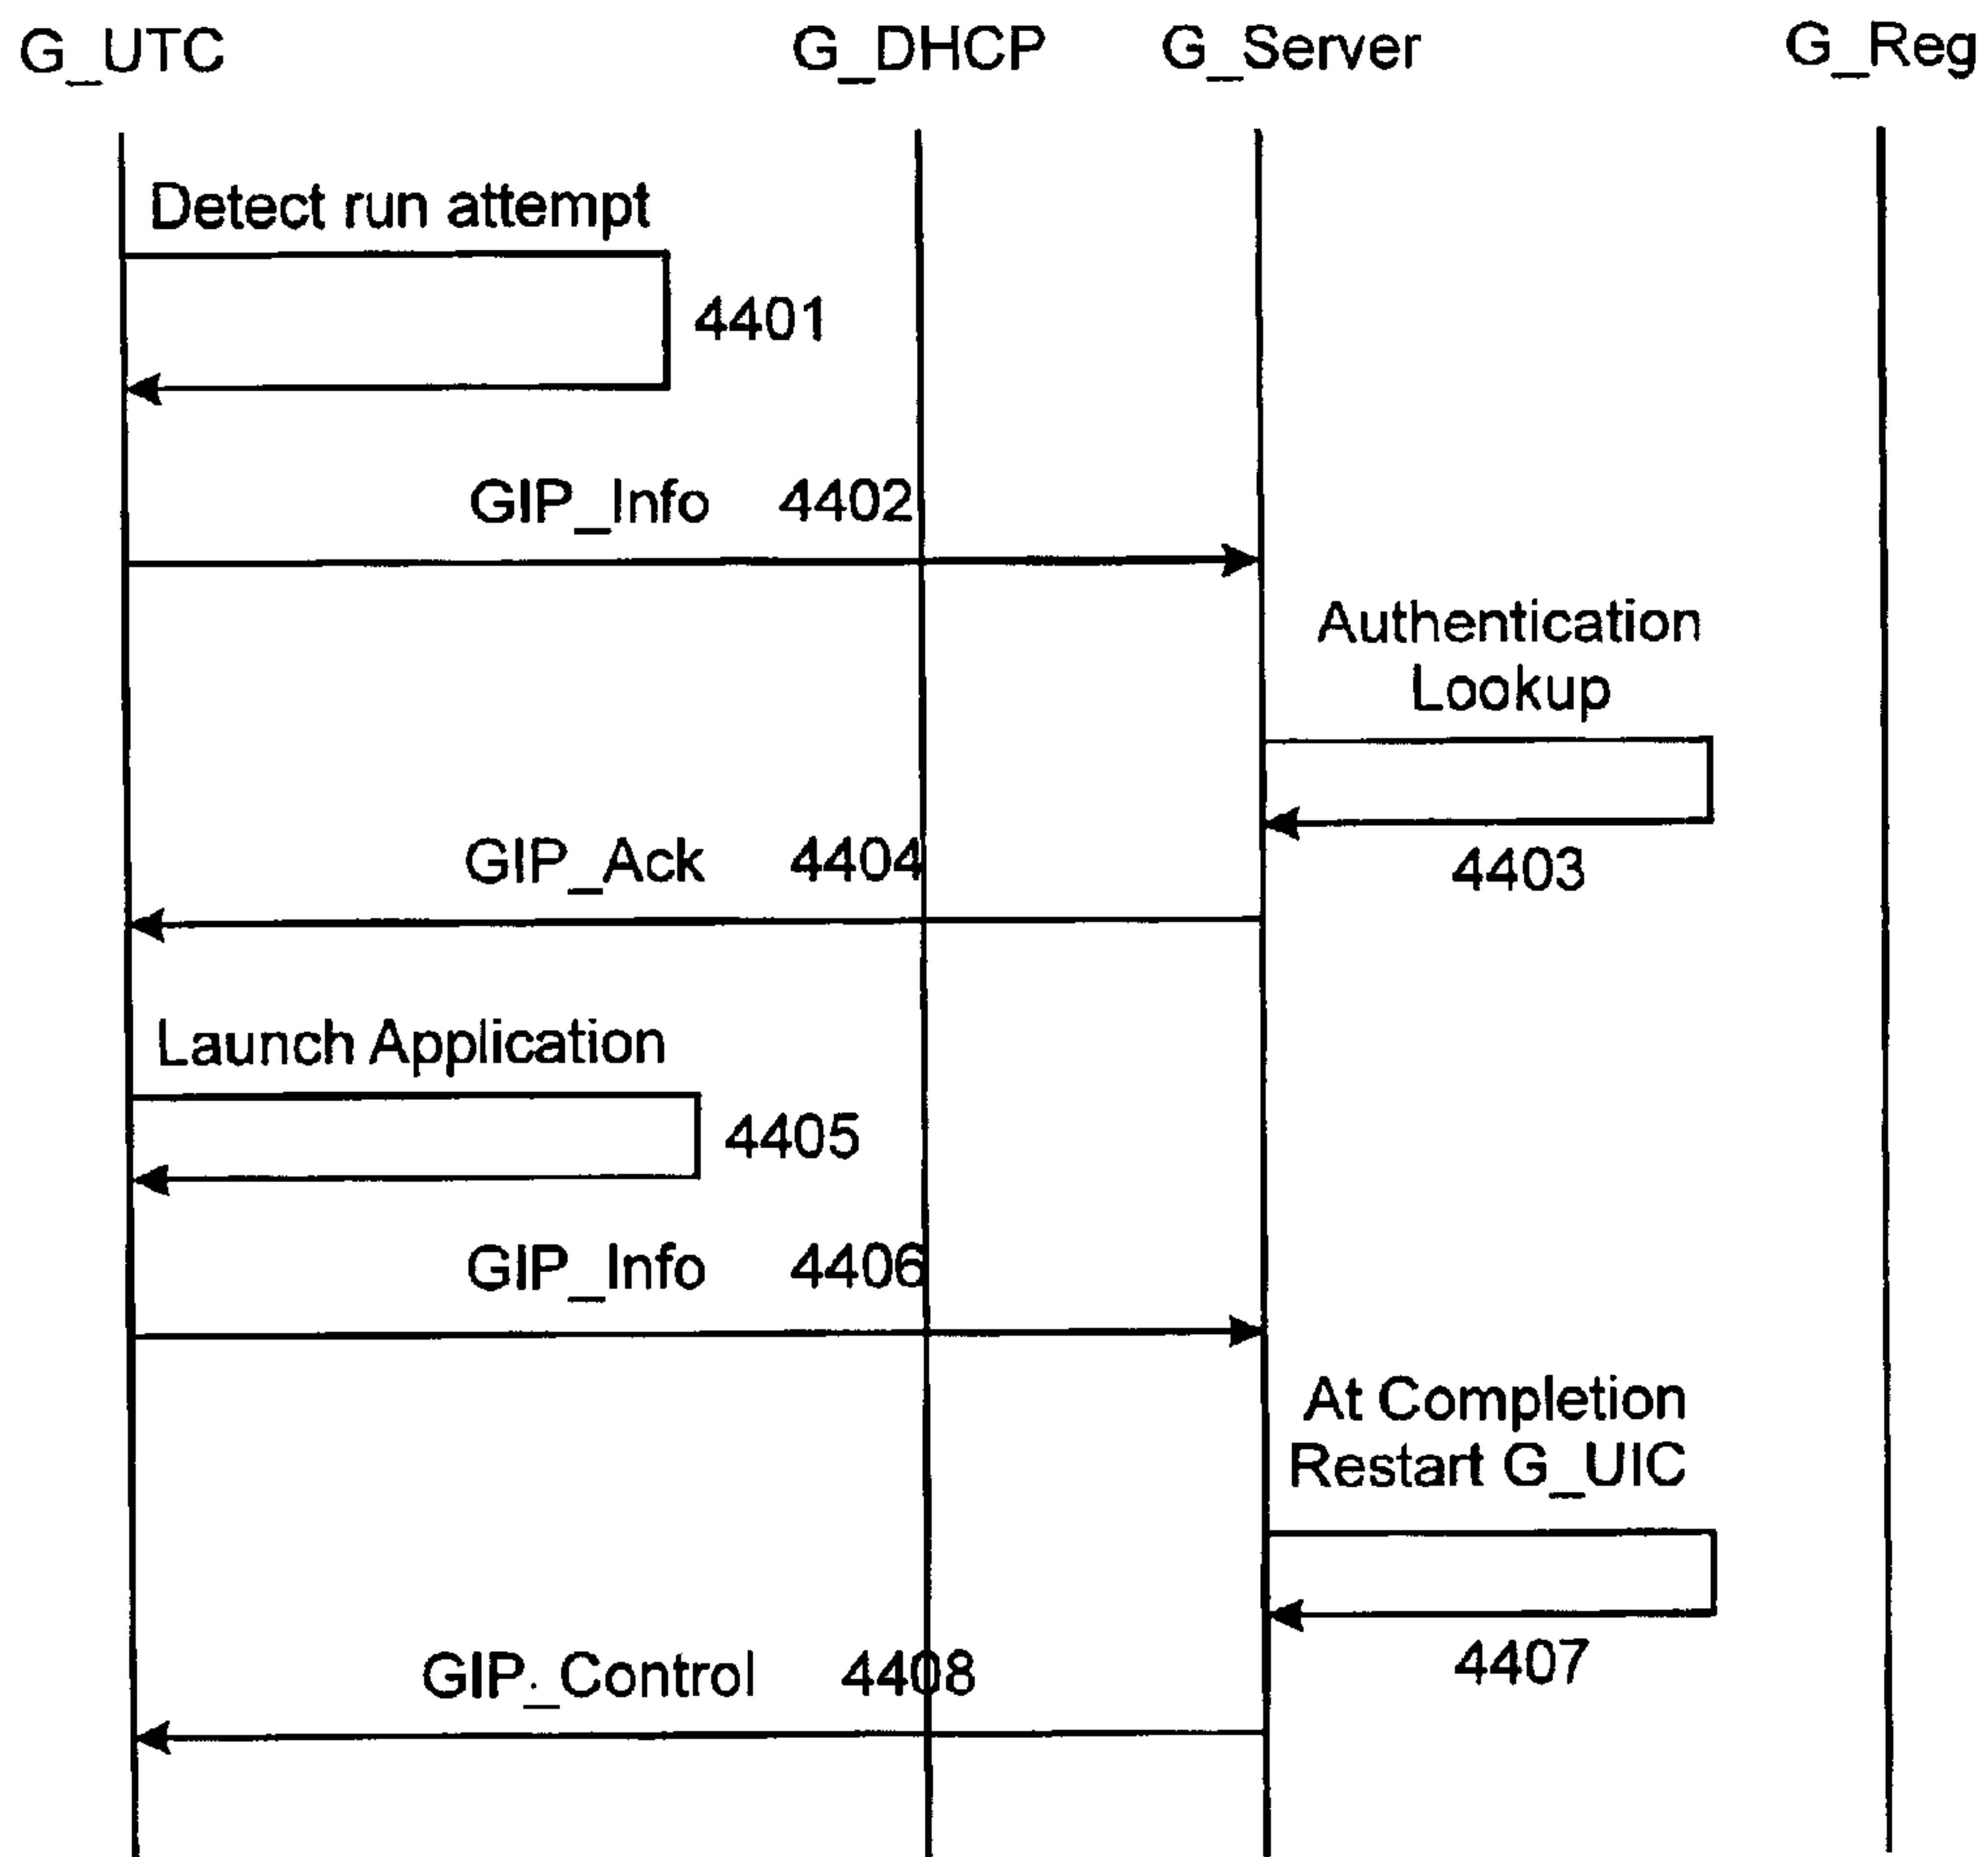 G_UTC G_DHCP G_Server G_Reg
Detect run attempt
4401
GIP_Info 4402
Authentication
Lookup
4403
GIP_Ack 4404
Launch Application
4405
GIP_Info 4406
At Completion
Restart G_UIC
4407
GIP_Control 4408